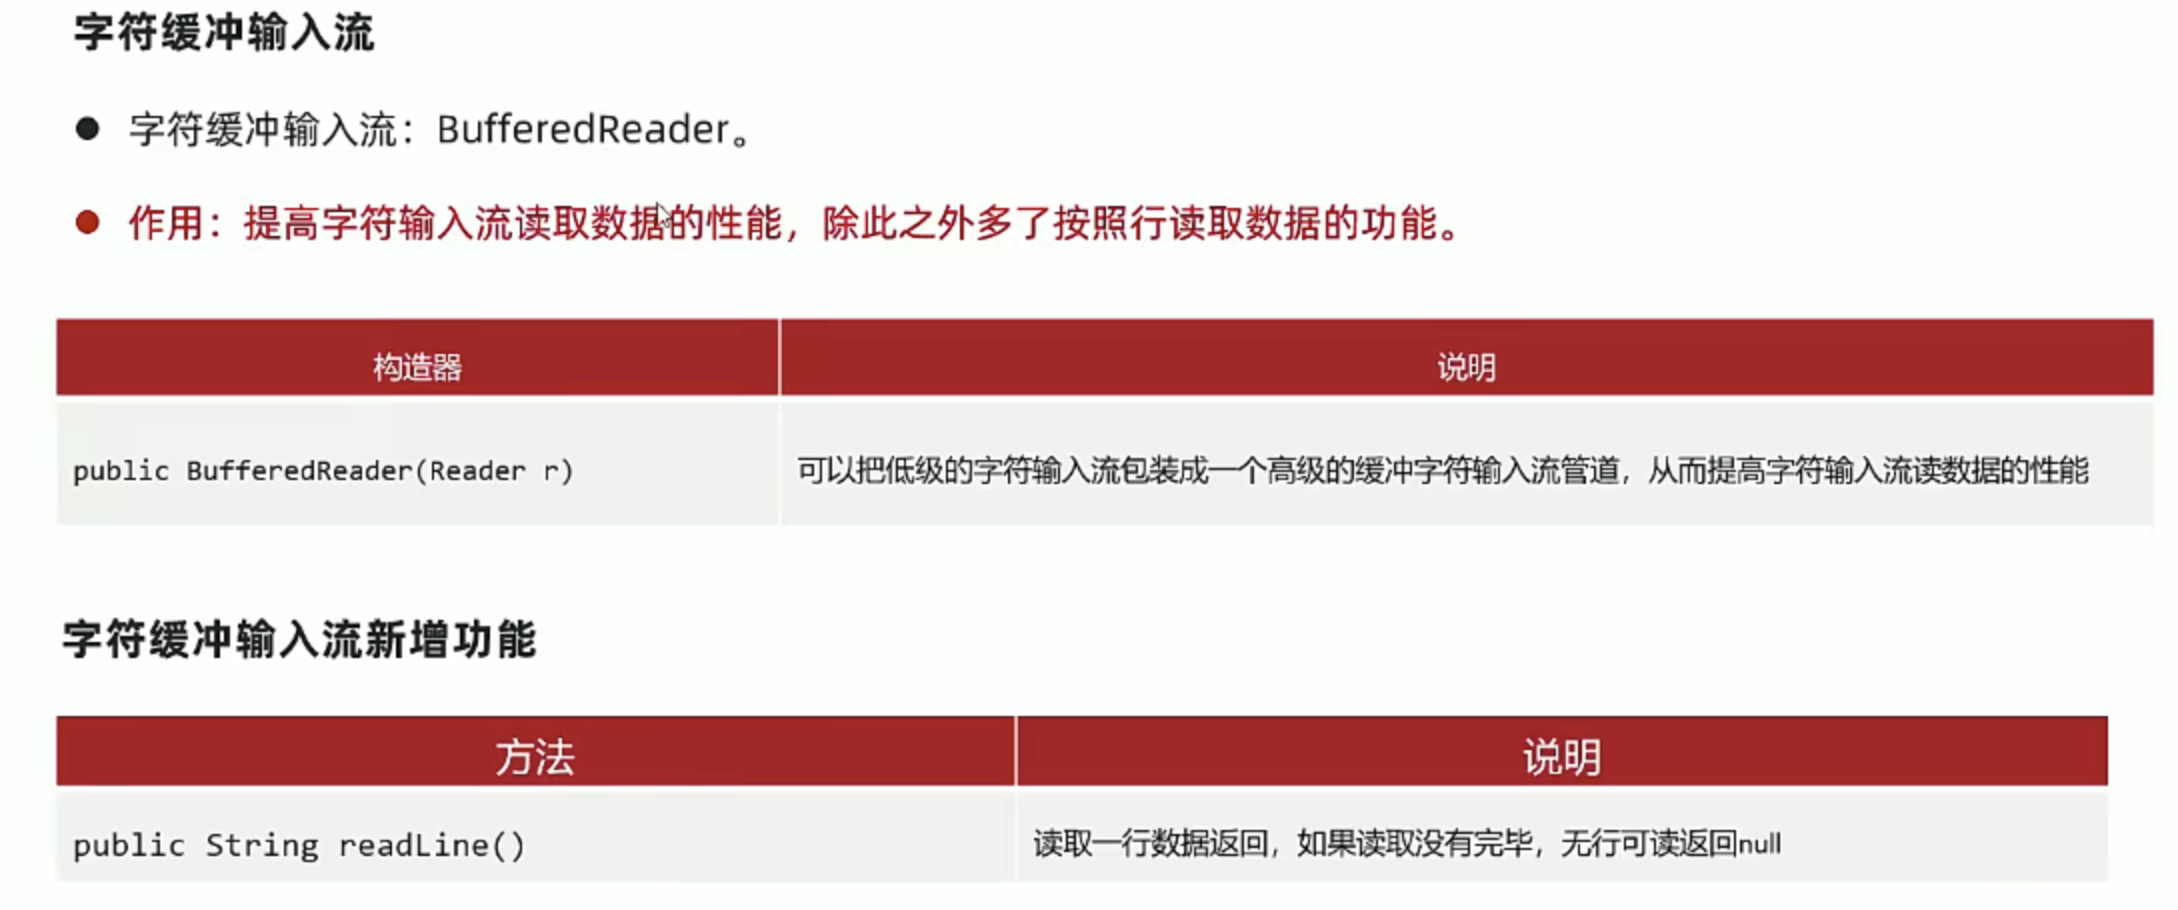 字符缓冲输入流
● 字符缓冲输入流：BufferedReader。
● 作用：提高字符输入流读取数据的性能，除此之外多了按照行读取数据的功能。
构造器 说明
public BufferedReader(Reader r) 可以把低级的字符输入流包装成一个高级的缓冲字符输入流管道，从而提高字符输入流读数据的性能
字符缓冲输入流新增功能
方法 说明
public String readLine() 读取一行数据返回，如果读取没有完毕，无行可读返回null